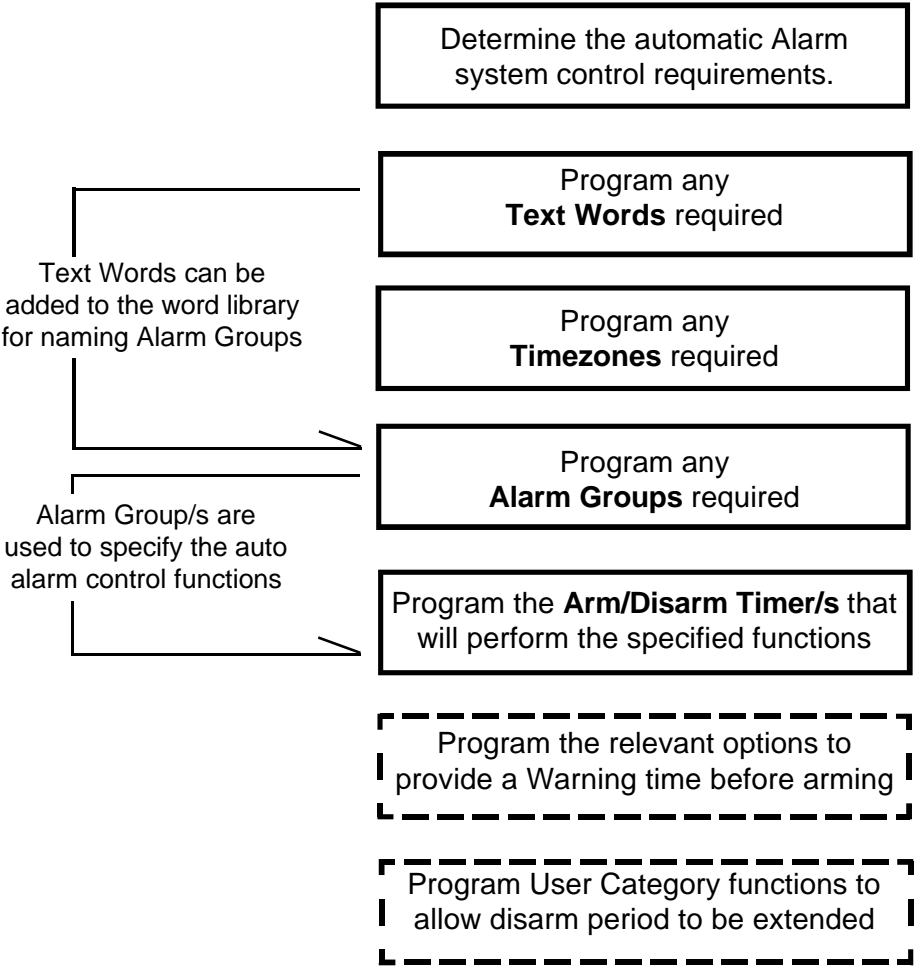 Determine the automatic Alarm
system control requirements.
Program any
Text Words required
Text Words can be
added to the word library
for naming Alarm Groups
Program any
Timezones required
Program any
Alarm Groups required
Alarm Group/s are
used to specify the auto
alarm control functions
Program the Arm/Disarm Timer/s that
will perform the specified functions
Program the relevant options to
provide a Warning time before arming
Program User Category functions to
allow disarm period to be extended